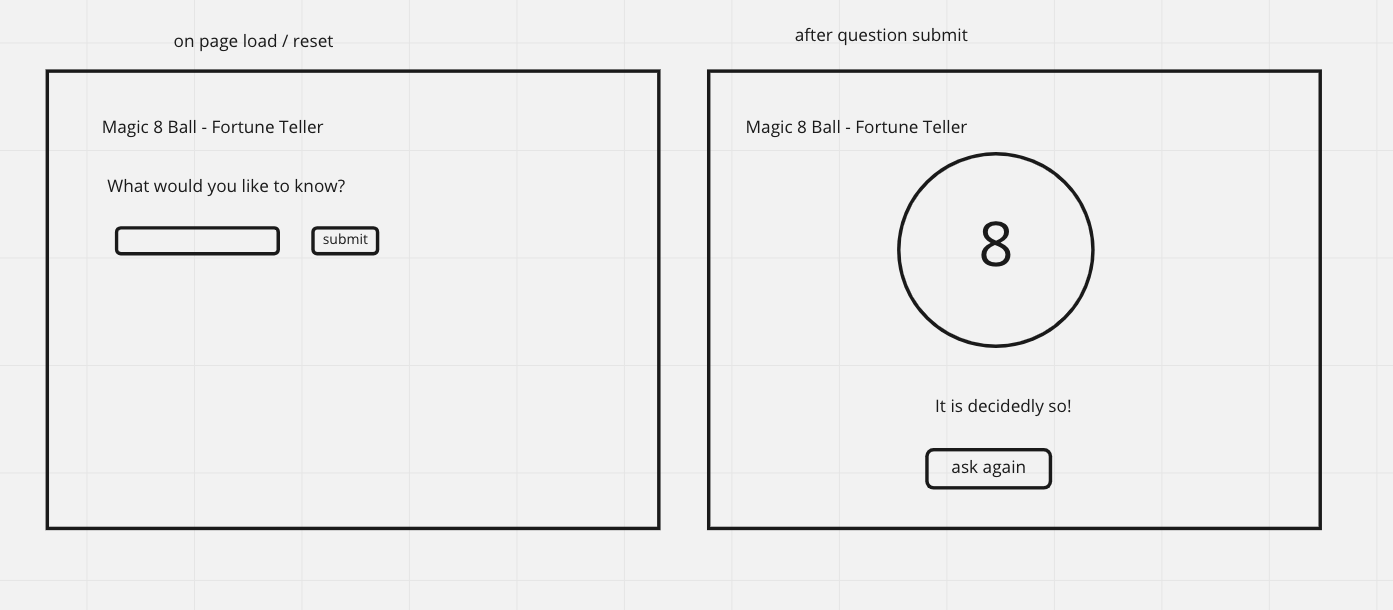 on page load / reset
Magic 8 Ball - Fortune Teller
What would you like to know?
submit
after question submit
Magic 8 Ball - Fortune Teller
8
It is decidedly so!
ask again